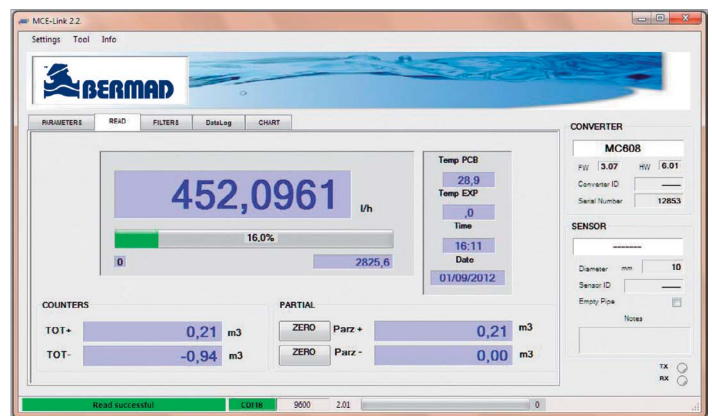 MCE-Link 2.2.
Settings Tool Info
BERMAD
PARAMETERS READ FILTERS DataLog CHART
452,0961 l/h
16,0%
0 2825,6
Temp PCB
28,9
Temp EXP
,0
Time
16:11
Date
01/09/2012
COUNTERS
TOT+ 0,21 m3
TOT- -0,94 m3
PARTIAL
ZERO Parz + 0,21 m3
ZERO Parz - 0,00 m3
CONVERTER
MC608
FW 3.07 HW 6.01
Converter ID ——
Serial Number 12853
SENSOR
-------
Diameter mm 10
Sensor ID ——
Empty Pipe
Notes
TX
RX
Read successful COM8 9600 2.01 0